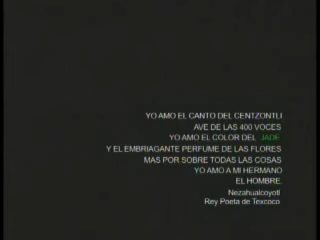 YO AMO EL CANTO DEL CENTZONTLI
AVE DE LAS 400 VOCES
YO AMO EL COLOR DEL JADE
Y EL EMBRIAGANTE PERFUME DE LAS FLORES
MAS POR SOBRE TODAS LAS COSAS
YO AMO A MI HERMANO
EL HOMBRE.
Nezahualcoyotl
Rey Poeta de Texcoco